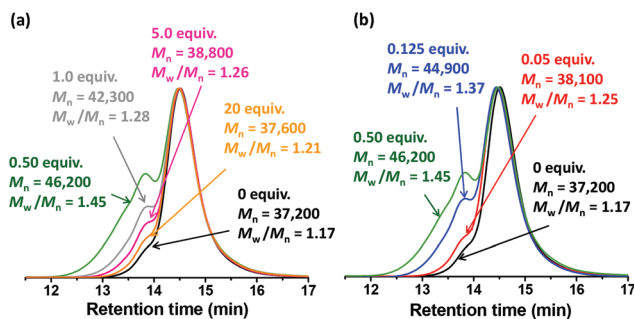 (a)
5.0 equiv.
Mn = 38,800
Mw/Mn = 1.26
1.0 equiv.
Mn = 42,300
Mw/Mn = 1.28
20 equiv.
Mn = 37,600
Mw/Mn = 1.21
0.50 equiv.
Mn = 46,200
Mw/Mn = 1.45
0 equiv.
Mn = 37,200
Mw/Mn = 1.17
12 13 14 15 16 17
Retention time (min)
(b)
0.125 equiv.
Mn = 44,900
Mw/Mn = 1.37
0.05 equiv.
Mn = 38,100
Mw/Mn = 1.25
0.50 equiv.
Mn = 46,200
Mw/Mn = 1.45
0 equiv.
Mn = 37,200
Mw/Mn = 1.17
12 13 14 15 16 17
Retention time (min)